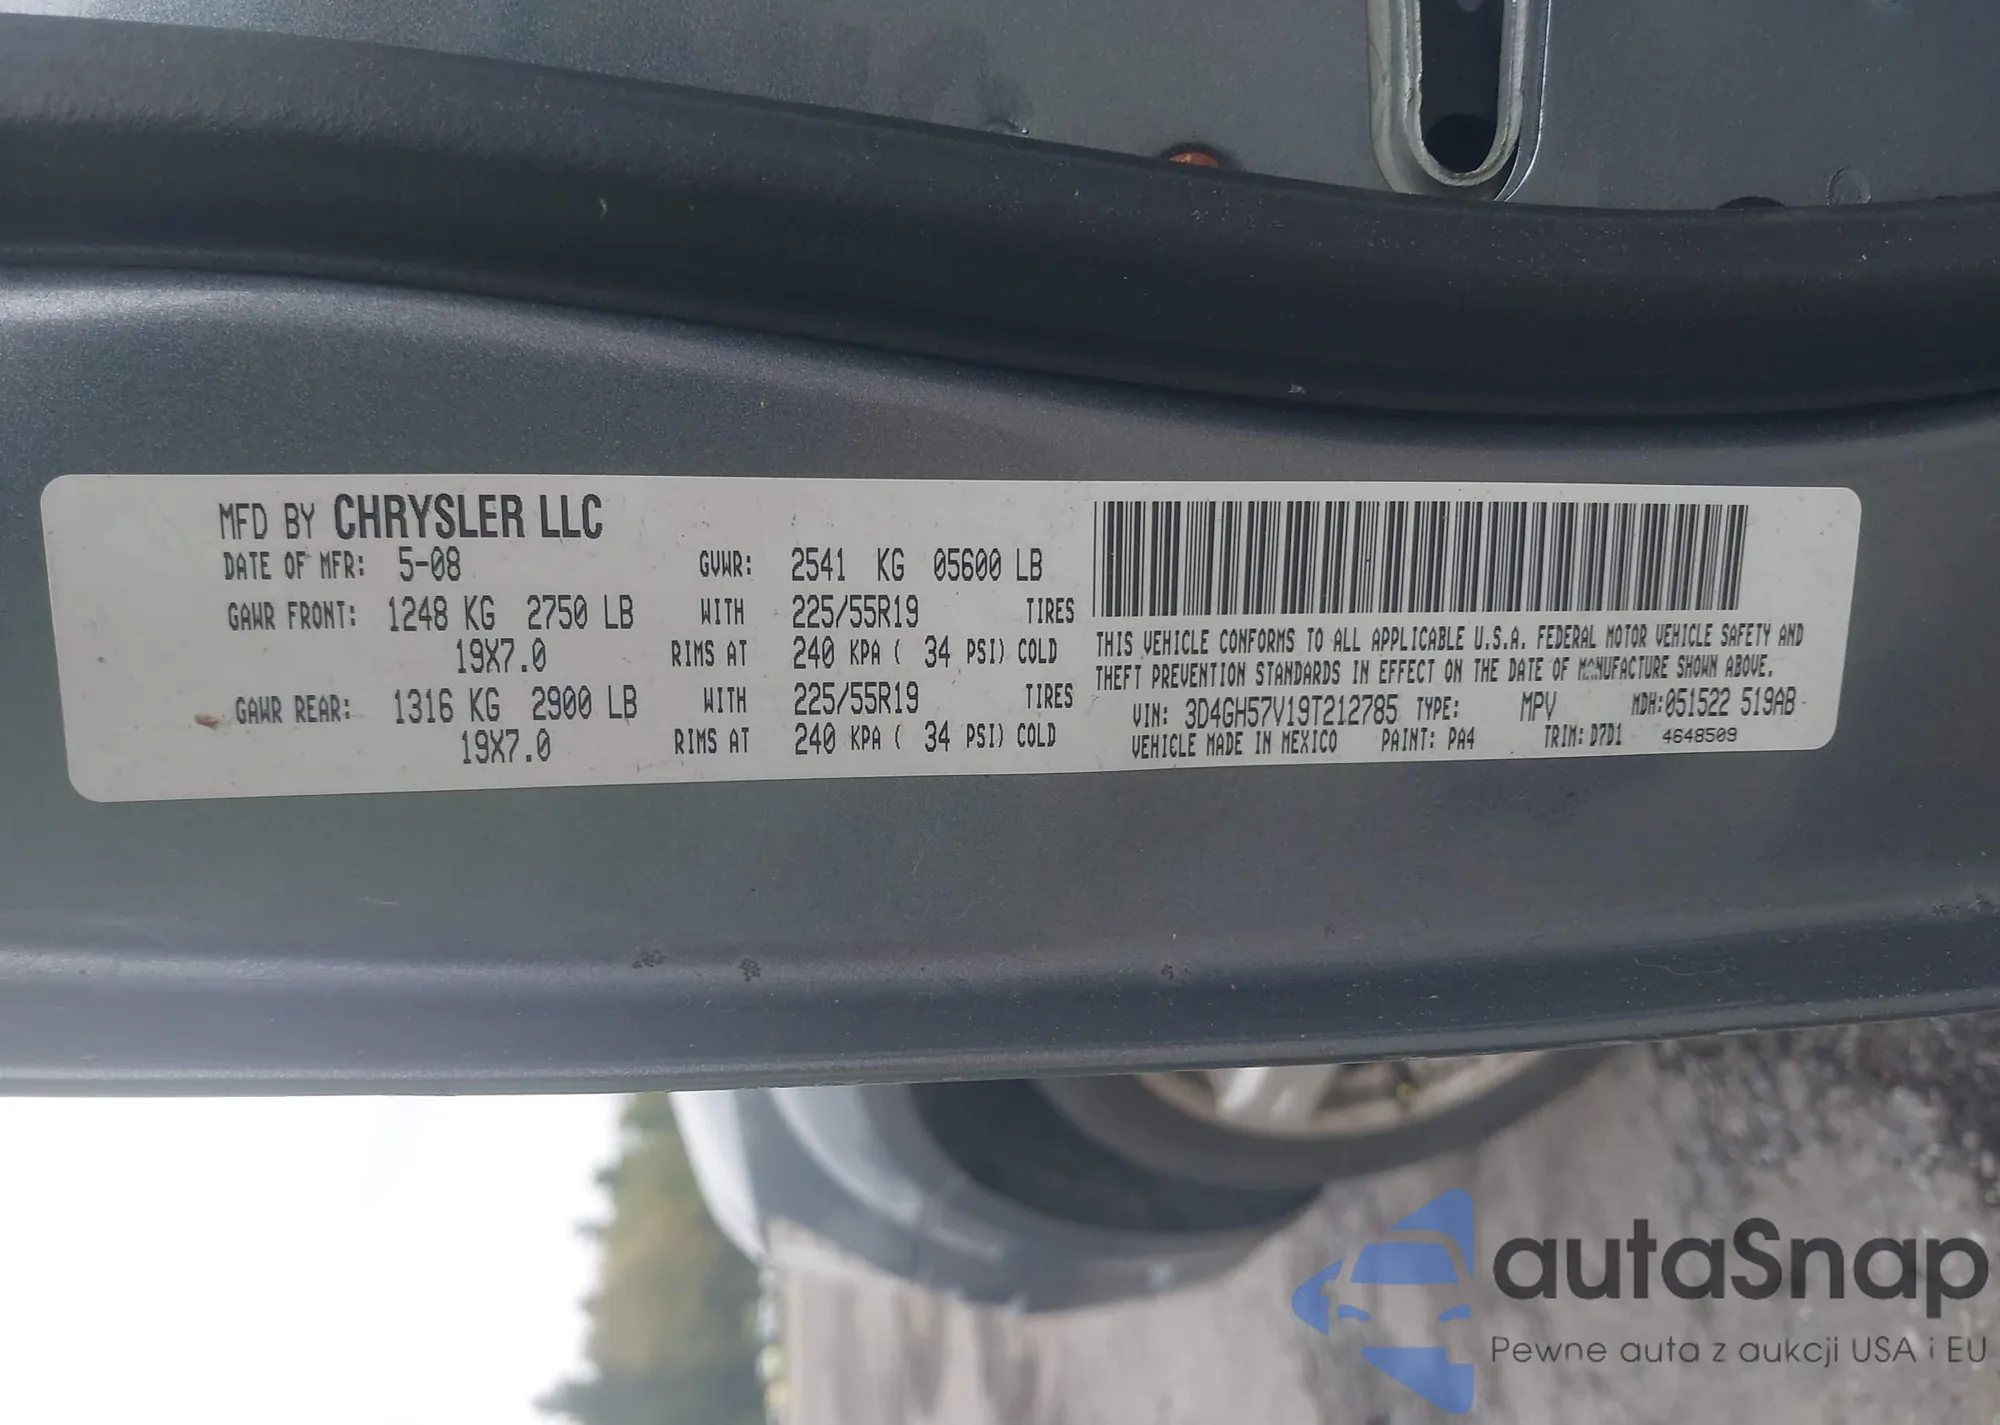 MFD BY CHRYSLER LLC
DATE OF MFR: 5-08 GVWR: 2541 KG 05600 LB
GAWR FRONT: 1248 KG 2750 LB WITH 225/55R19 TIRES
19X7.0 RIMS AT 240 KPA ( 34 PSI) COLD
GAWR REAR: 1316 KG 2900 LB WITH 225/55R19 TIRES
19X7.0 RIMS AT 240 KPA ( 34 PSI) COLD
THIS VEHICLE CONFORMS TO ALL APPLICABLE U.S.A. FEDERAL MOTOR VEHICLE SAFETY AND
THEFT PREVENTION STANDARDS IN EFFECT ON THE DATE OF MANUFACTURE SHOWN ABOVE.
VIN: 3D4GH57V19T212785 TYPE: MPV MDH:051522 519AB
VEHICLE MADE IN MEXICO PAINT: PA4 TRIM: D7D1 4648509
autaSnap
Pewne auta z aukcji USA i EU